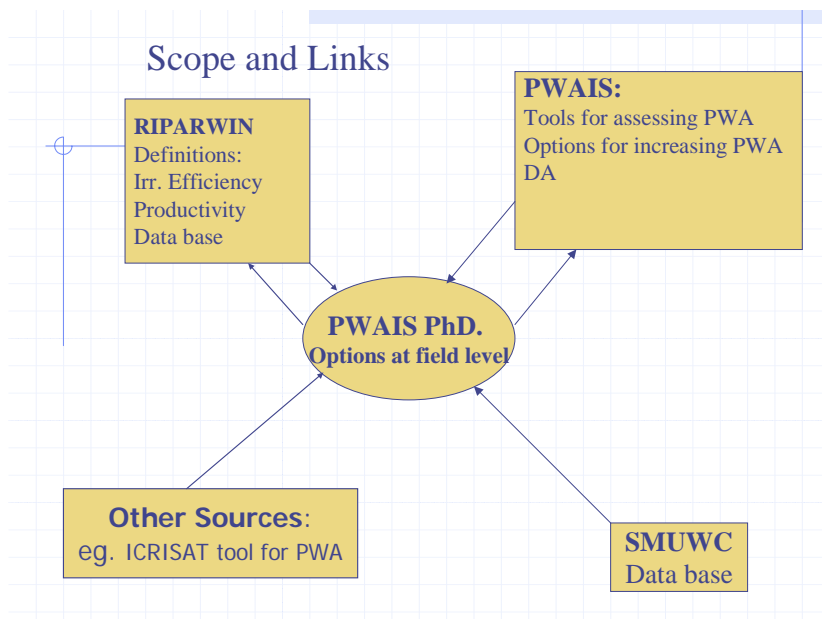 Scope and Links
RIPARWIN
Definitions:
Irr. Efficiency
Productivity
Data base
PWAIS:
Tools for assessing PWA
Options for increasing PWA
DA
PWAIS PhD.
Options at field level
Other Sources:
eg. ICRISAT tool for PWA
SMUWC
Data base